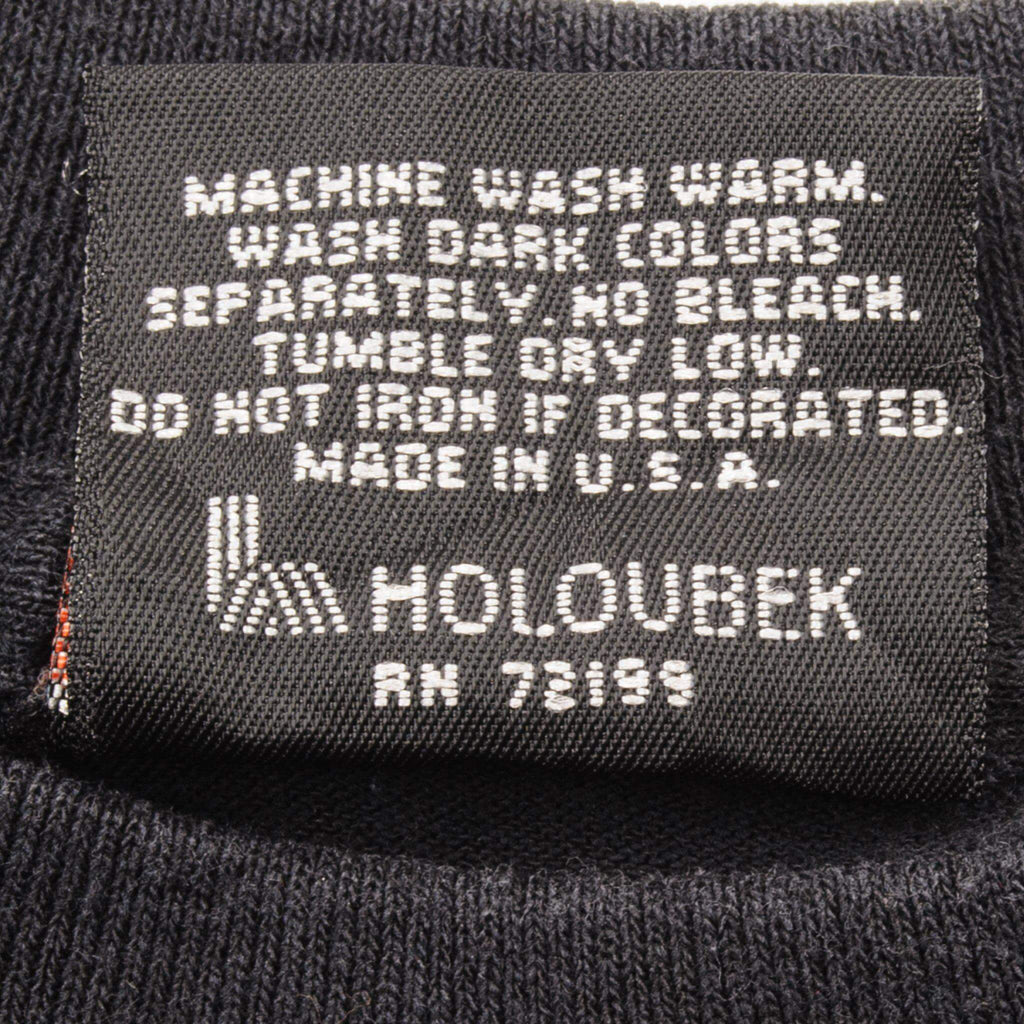 MACHINE WASH WARM.
WASH DARK COLORS
SEPARATELY. NO BLEACH.
TUMBLE DRY LOW.
DO NOT IRON IF DECORATED.
MADE IN U.S.A.
HOLOUBEK
RN 72199